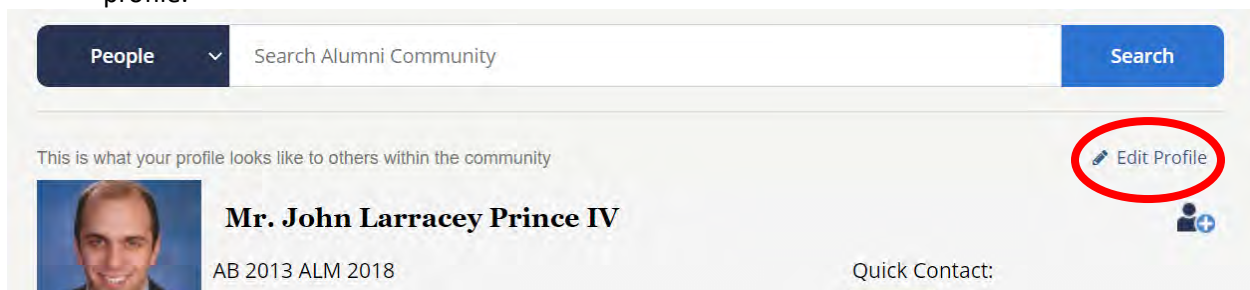 profile.
People Search Alumni Community Search
This is what your profile looks like to others within the community Edit Profile
Mr. John Larracey Prince IV
AB 2013 ALM 2018 Quick Contact: